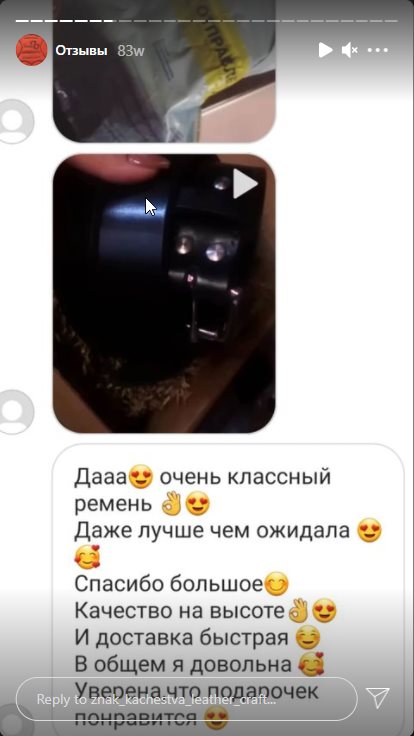 Отзывы 83w
ОТПРАВЛЕ
Дааа😍 очень классный
ремень 👌😍
Даже лучше чем ожидала 😍
🥰
Спасибо большое😊
Качество на высоте👌😍
И доставка быстрая ☺️
В общем я довольна 🥰
Уверена что подарочек
понравится 😍
Reply to znak_kachestva_leather_craft...